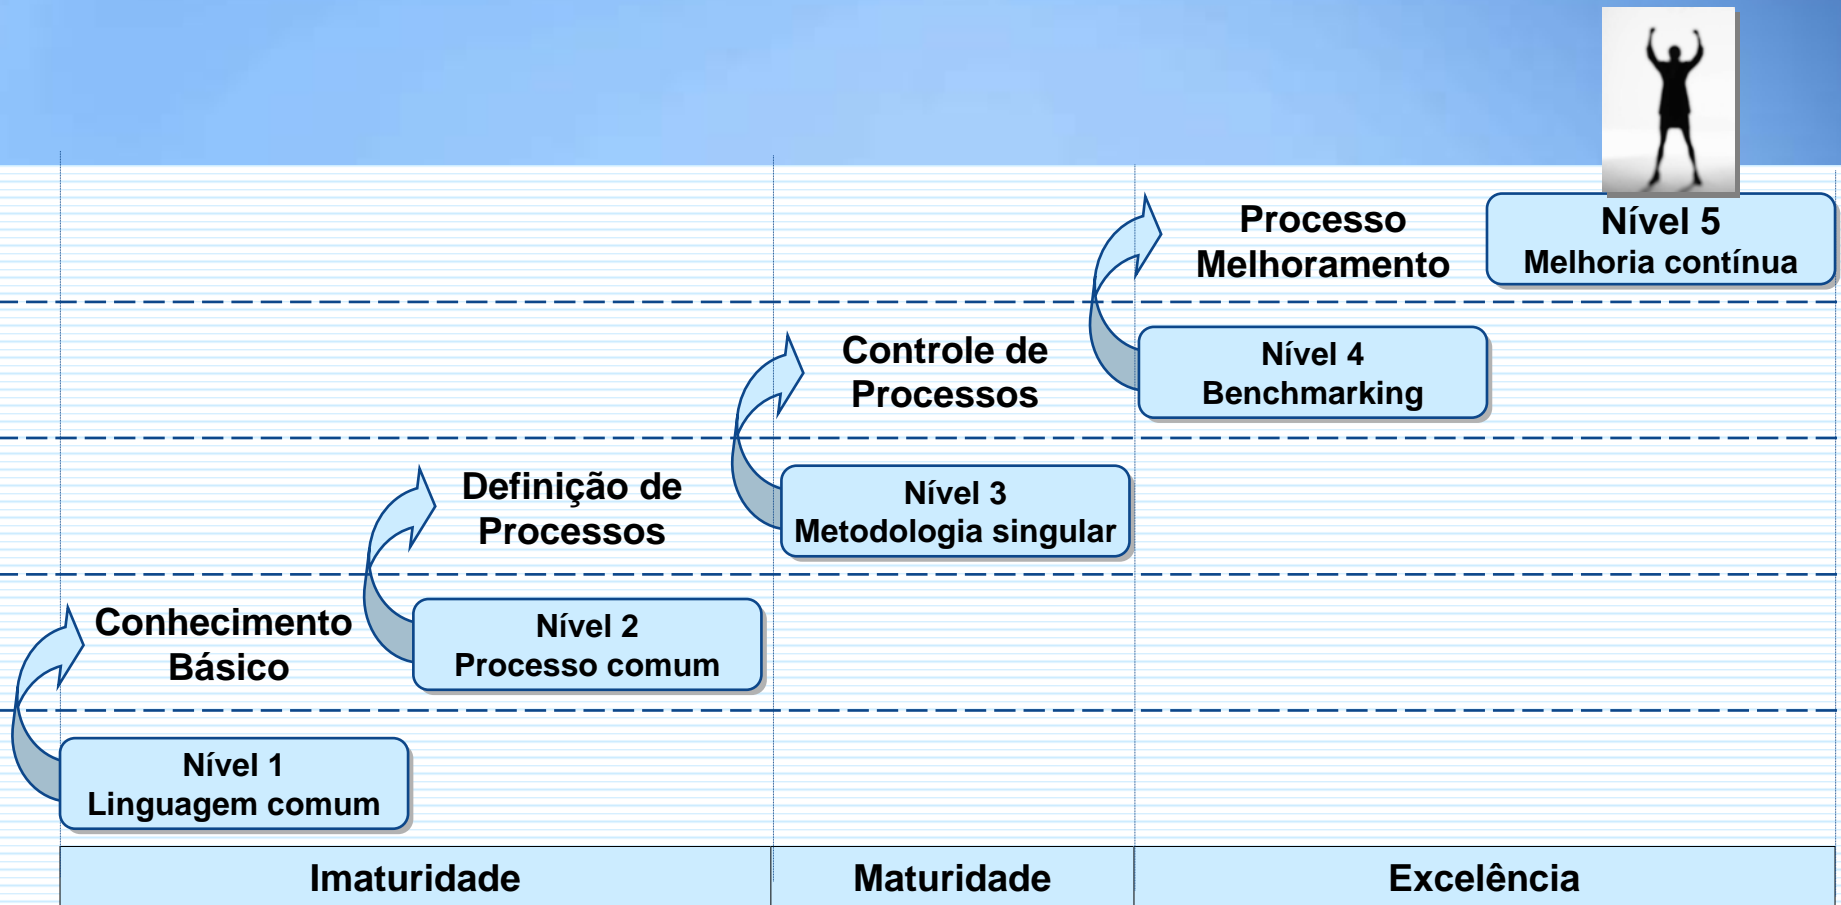 Processo
Melhoramento
Nível 5
Melhoria contínua
Controle de
Processos
Nível 4
Benchmarking
Definição de
Processos
Nível 3
Metodologia singular
Conhecimento
Básico
Nível 2
Processo comum
Nível 1
Linguagem comum
Imaturidade
Maturidade
Excelência